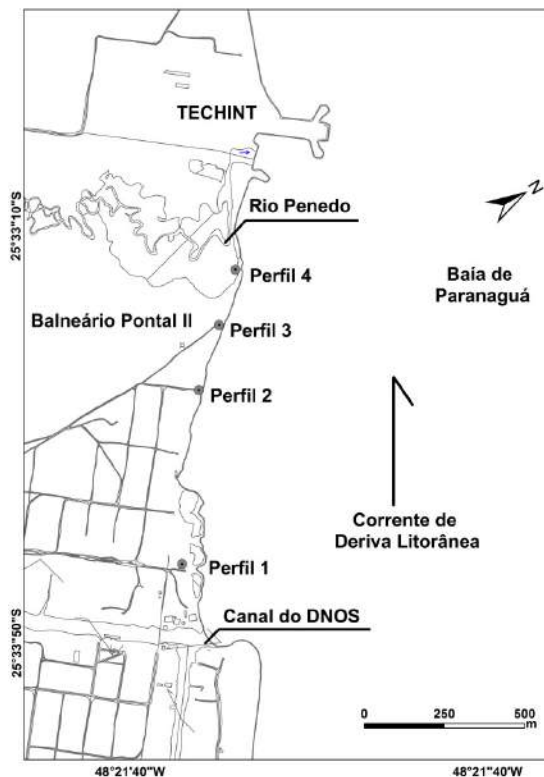 TECHINT
25°33"10"S
Rio Penedo
N
Perfil 4
Baía de
Paranaguá
Balneário Pontal II
Perfil 3
Perfil 2
Corrente de
Deriva Litorânea
Perfil 1
Canal do DNOS
25°33"50"S
0 250 500
m
48°21"40"W 48°21"40"W